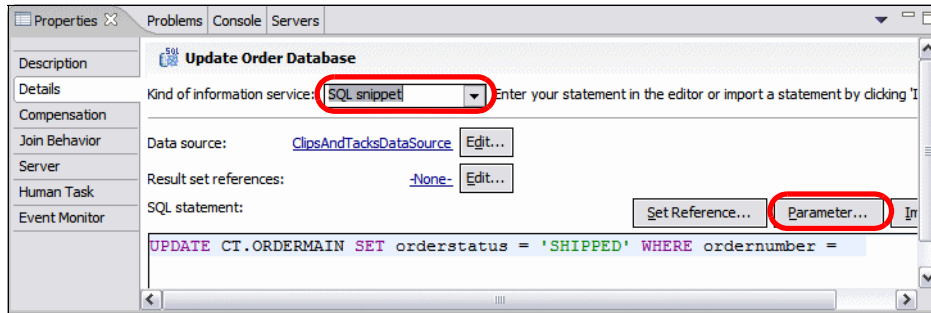 Properties Problems Console Servers
SQL Update Order Database
Description
Details
Compensation
Join Behavior
Server
Human Task
Event Monitor
Kind of information service: SQL snippet Enter your statement in the editor or import a statement by clicking 'I
Data source: ClipsAndTacksDataSource Edit...
Result set references: -None- Edit...
SQL statement: Set Reference... Parameter... Im
UPDATE CT.ORDERMAIN SET orderstatus = 'SHIPPED' WHERE ordernumber =